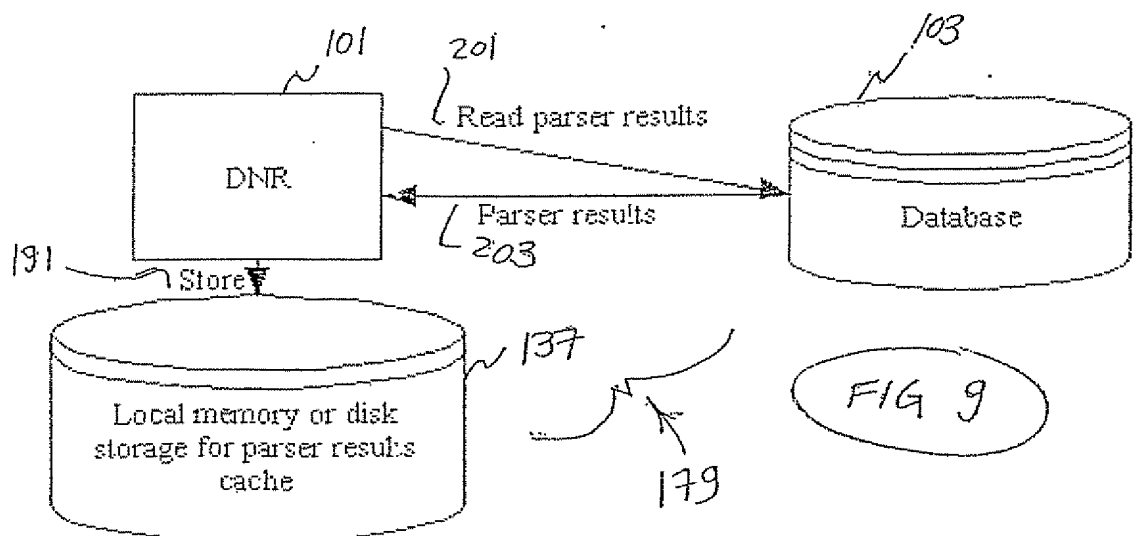 101
201
103
Read parser results
DNR
Parser results
203
Database
191
Store
137
Local memory or disk
storage for parser results
cache
179
FIG 9